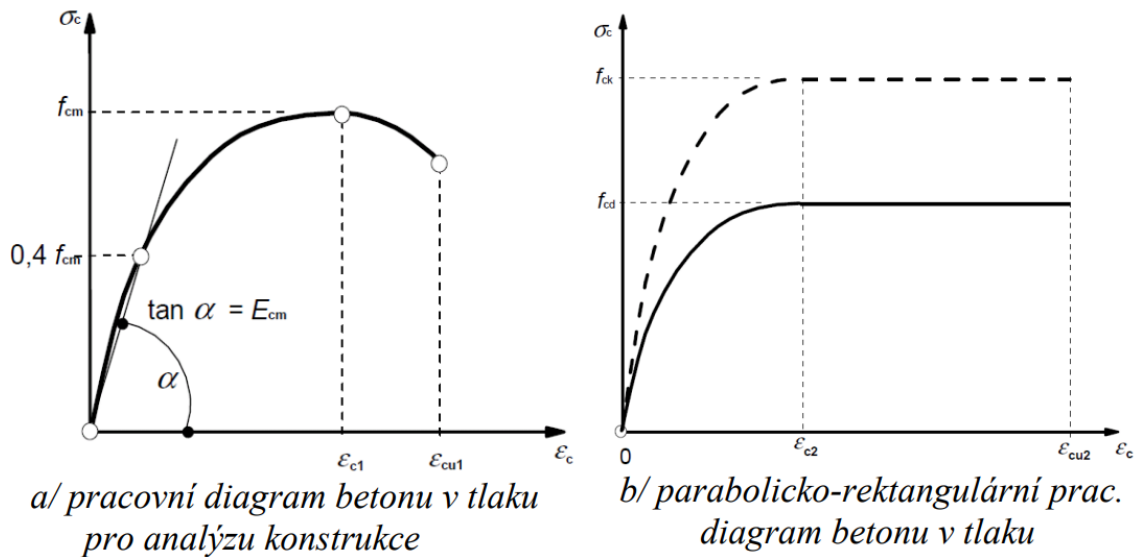 σc
fcm
0,4 fcm
tan α = Ecm
α
εc1
εcu1
εc
a/ pracovní diagram betonu v tlaku
pro analýzu konstrukce
σc
fck
fcd
0
εc2
εcu2
εc
b/ parabolicko-rektangulární prac.
diagram betonu v tlaku